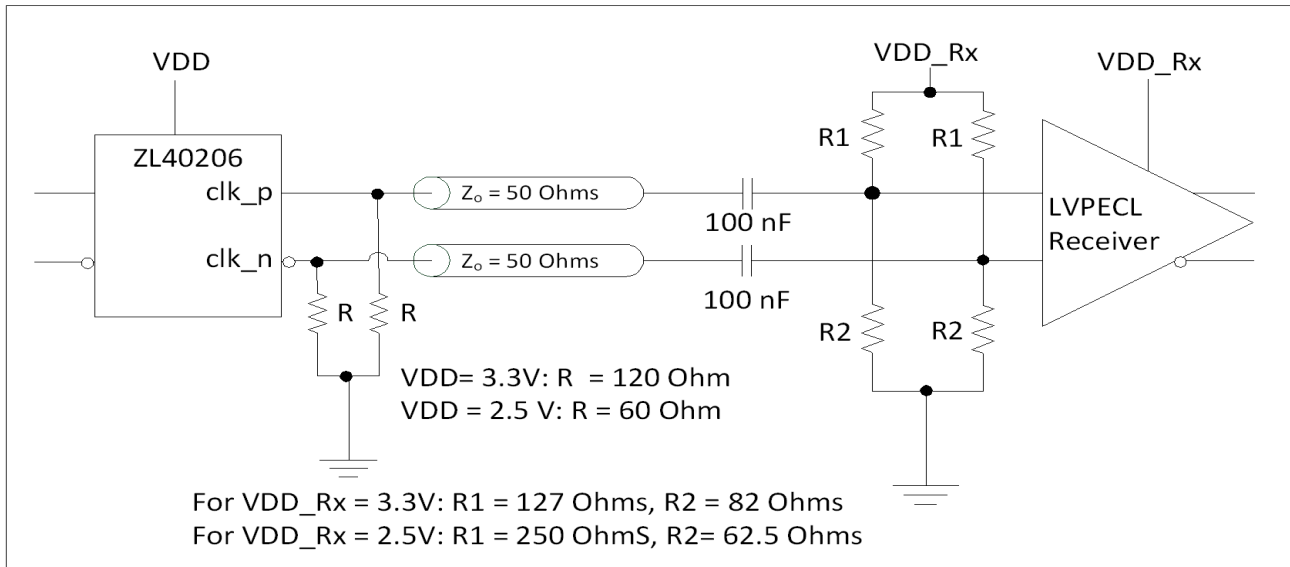 VDD
VDD_Rx
VDD_Rx
ZL40206
R1
R1
clk_p
Zₒ = 50 Ohms
100 nF
LVPECL
Receiver
clk_n
Zₒ = 50 Ohms
100 nF
R
R
R2
R2
VDD= 3.3V: R = 120 Ohm
VDD = 2.5 V: R = 60 Ohm
For VDD_Rx = 3.3V: R1 = 127 Ohms, R2 = 82 Ohms
For VDD_Rx = 2.5V: R1 = 250 OhmS, R2= 62.5 Ohms